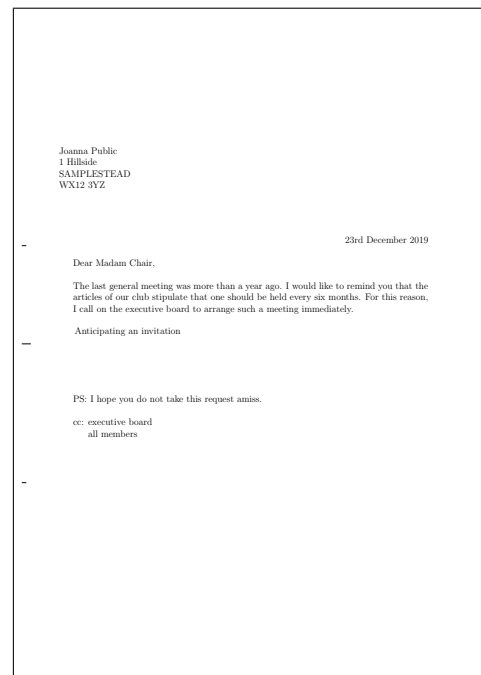 Joanna Public
1 Hillside
SAMPLESTEAD
WX12 3YZ
23rd December 2019
Dear Madam Chair,
The last general meeting was more than a year ago. I would like to remind you that the
articles of our club stipulate that one should be held every six months. For this reason,
I call on the executive board to arrange such a meeting immediately.
Anticipating an invitation
PS: I hope you do not take this request amiss.
cc: executive board
all members